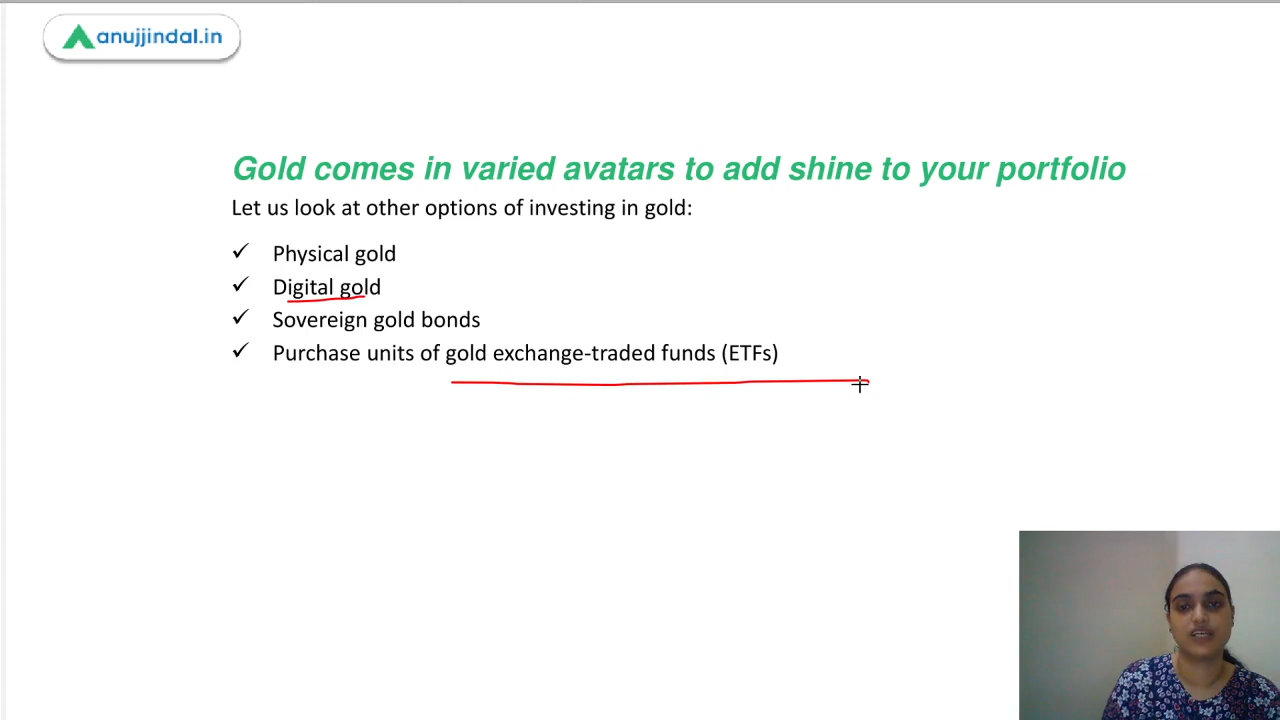 anujjindal.in
Gold comes in varied avatars to add shine to your portfolio
Let us look at other options of investing in gold:
✓ Physical gold
✓ Digital gold
✓ Sovereign gold bonds
✓ Purchase units of gold exchange-traded funds (ETFs)